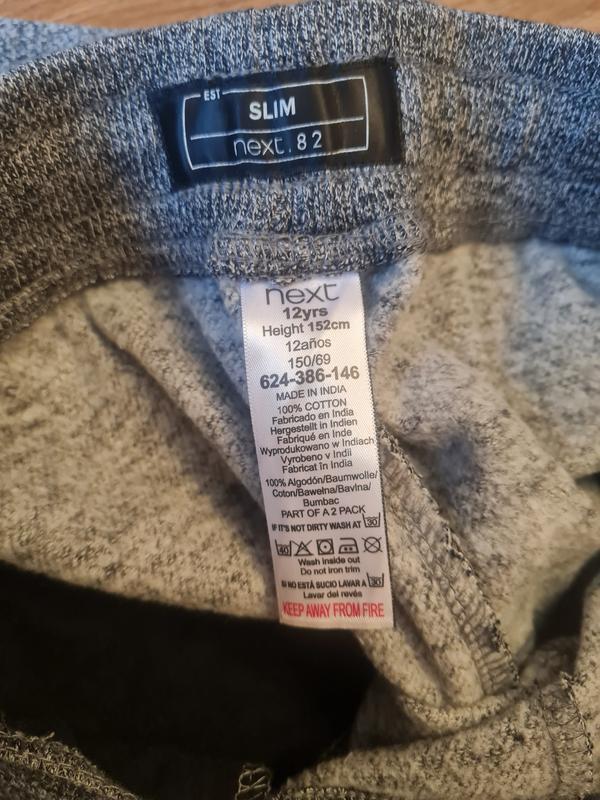 EST
SLIM
next.82
next
12yrs
Height 152cm
12años
150/69
624-386-146
MADE IN INDIA
100% COTTON
Fabricado en India
Hergestellt in Indien
Fabriqué en Inde
Wyprodukowano w Indiach
Vyrobeno v Indii
Fabricat în India
100% Algodón/Baumwolle/
Coton/Bawełna/Bavlna/
Bumbac
PART OF A 2 PACK
IF IT'S NOT DIRTY WASH AT 30
40
Wash inside out
Do not iron trim
SI NO ESTÁ SUCIO LAVAR A 30
Lavar del revés
KEEP AWAY FROM FIRE